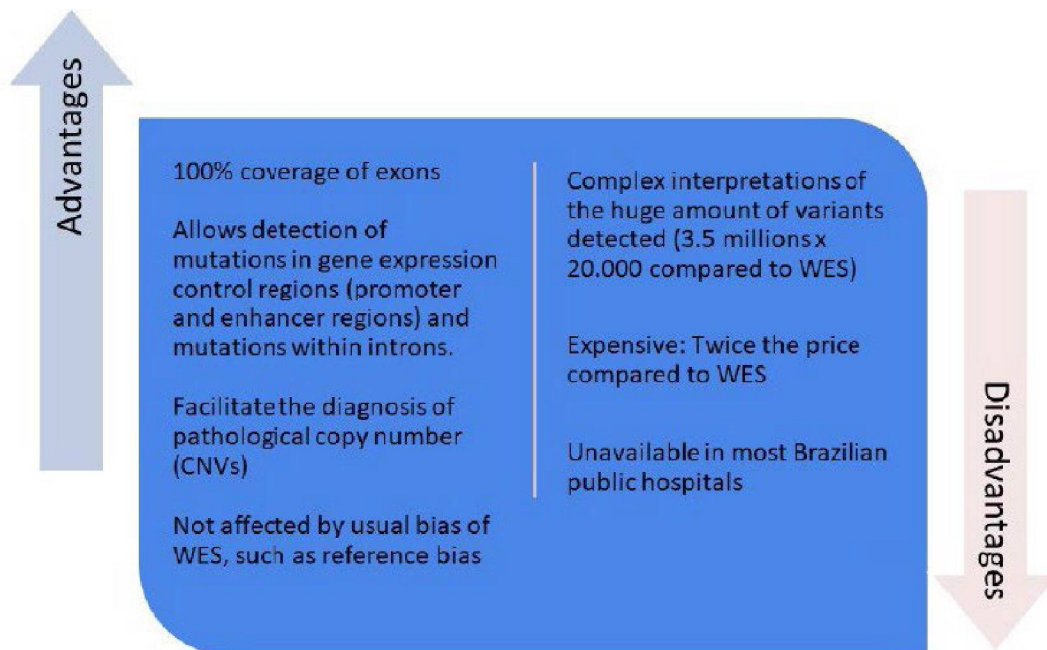 Advantages
100% coverage of exons
Allows detection of
mutations in gene expression
control regions (promoter
and enhancer regions) and
mutations within introns.
Facilitate the diagnosis of
pathological copy number
(CNVs)
Not affected by usual bias of
WES, such as reference bias
Complex interpretations of
the huge amount of variants
detected (3.5 millions x
20.000 compared to WES)
Expensive: Twice the price
compared to WES
Unavailable in most Brazilian
public hospitals
Disadvantages